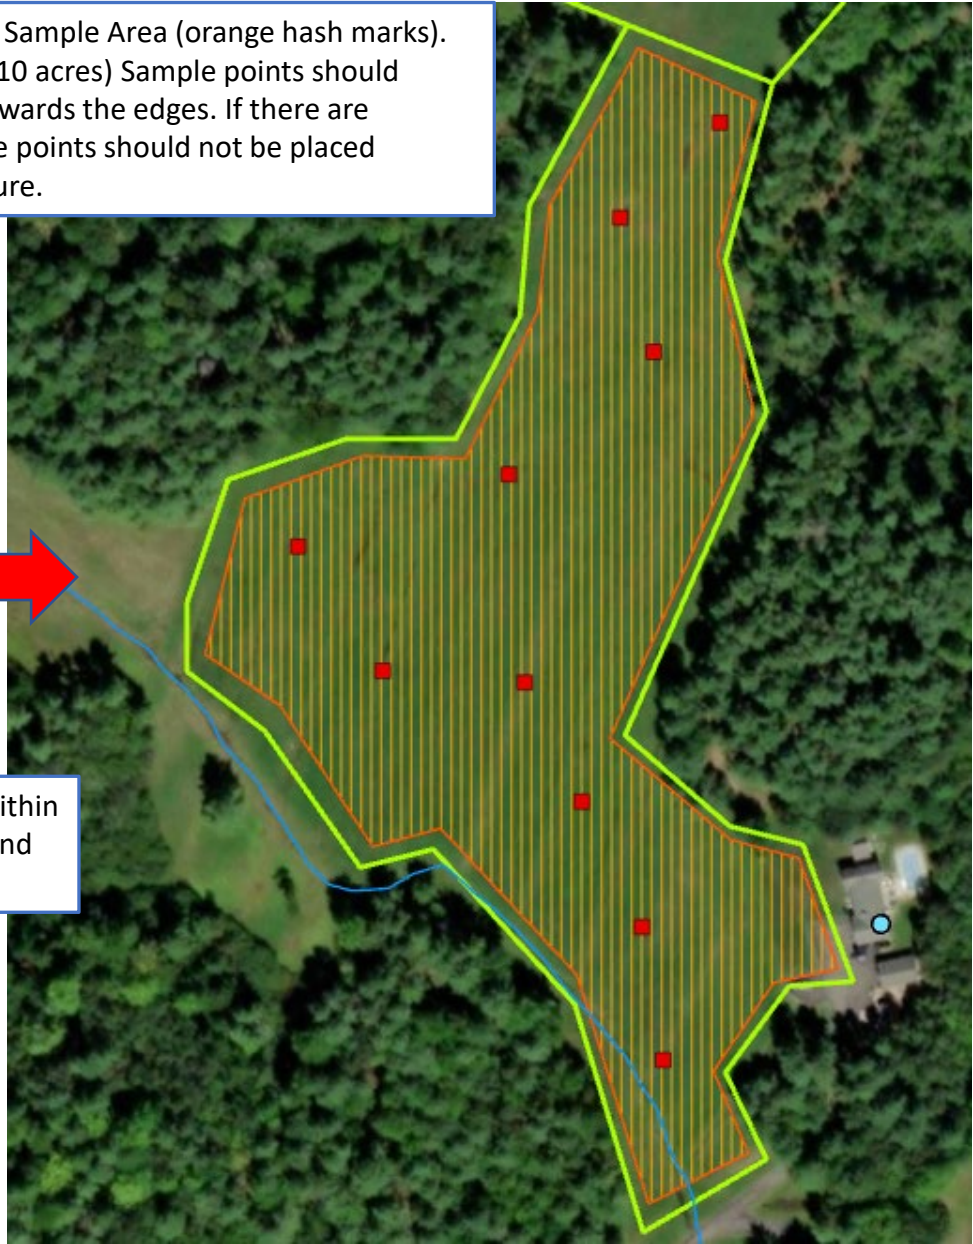 Sample Area (orange hash marks).
10 acres) Sample points should
wards the edges. If there are
e points should not be placed
ure.
ithin
nd